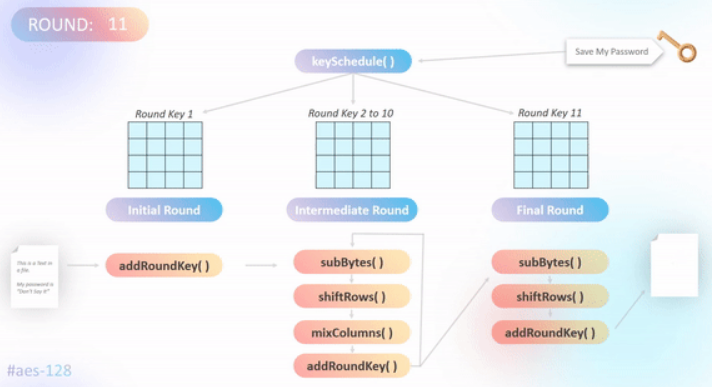 ROUND: 11
keySchedule( )
Save My Password
Round Key 1
Round Key 2 to 10
Round Key 11
Initial Round
Intermediate Round
Final Round
This is a Text in
a file.
My password is
"Don't Say It"
addRoundKey( )
subBytes( )
shiftRows( )
mixColumns( )
addRoundKey( )
subBytes( )
shiftRows( )
addRoundKey( )
#aes-128